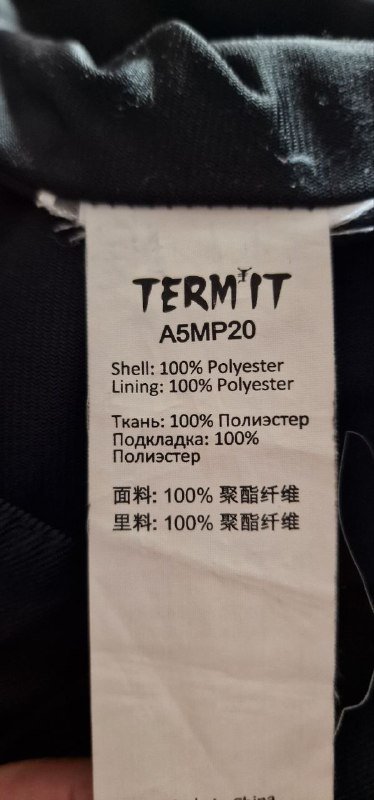 TERMIT
A5MP20
Shell: 100% Polyester
Lining: 100% Polyester
Ткань: 100% Полиэстер
Подкладка: 100%
Полиэстер
面料: 100% 聚酯纤维
里料: 100% 聚酯纤维